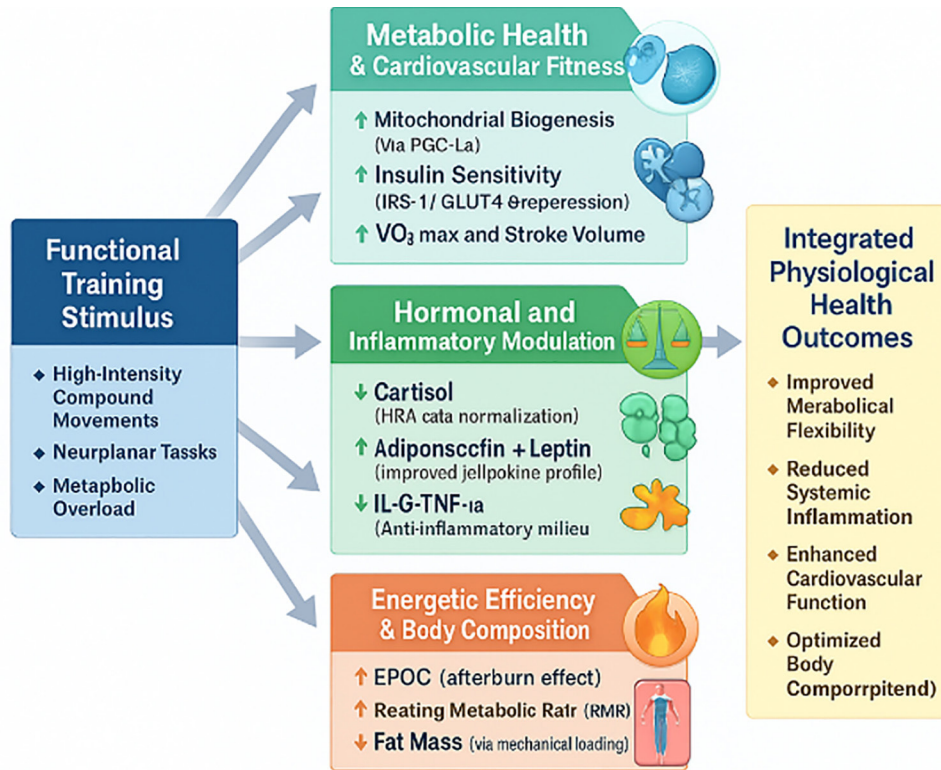 Functional
Training
Stimulus
◆ High-Intensity
Compound
Movements
◆ Neurplanar Tassks
◆ Metapbolic
Overload
Metabolic Health
& Cardiovascular Fitness
↑ Mitochondrial Biogenesis
(Via PGC-La)
↑ Insulin Sensitivity
(IRS-1 / GLUT4 θreperession)
↑ VO₃ max and Stroke Volume
Hormonal and
Inflammatory Modulation
↓ Cartisol
(HRA cata normalization)
↑ Adiponsccfin + Leptin
(improved jellpokine profile)
↓ IL-G-TNF-ıa
(Anti-inflammatory milieu
Energetic Efficiency
& Body Composition
↑ EPOC (afterburn effect)
↑ Reating Metabolic Ratr (RMR)
↓ Fat Mass (via mechanical loading)
Integrated
Physiological
Health
Outcomes
◆ Improved
Merabolical
Flexibility
◆ Reduced
Systemic
Inflammation
◆ Enhanced
Cardiovascular
Function
◆ Optimized
Body
Comporrpitend)